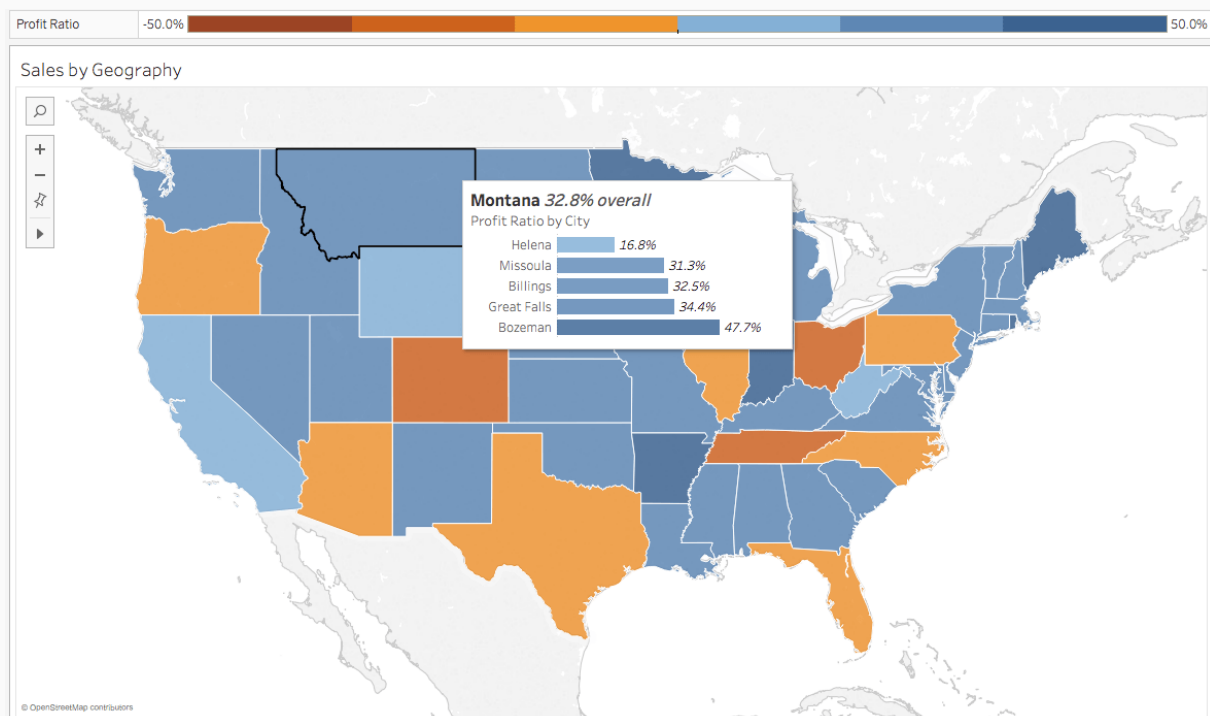 Profit Ratio -50.0% 50.0%
Sales by Geography
Montana 32.8% overall
Profit Ratio by City
Helena 16.8%
Missoula 31.3%
Billings 32.5%
Great Falls 34.4%
Bozeman 47.7%
© OpenStreetMap contributors